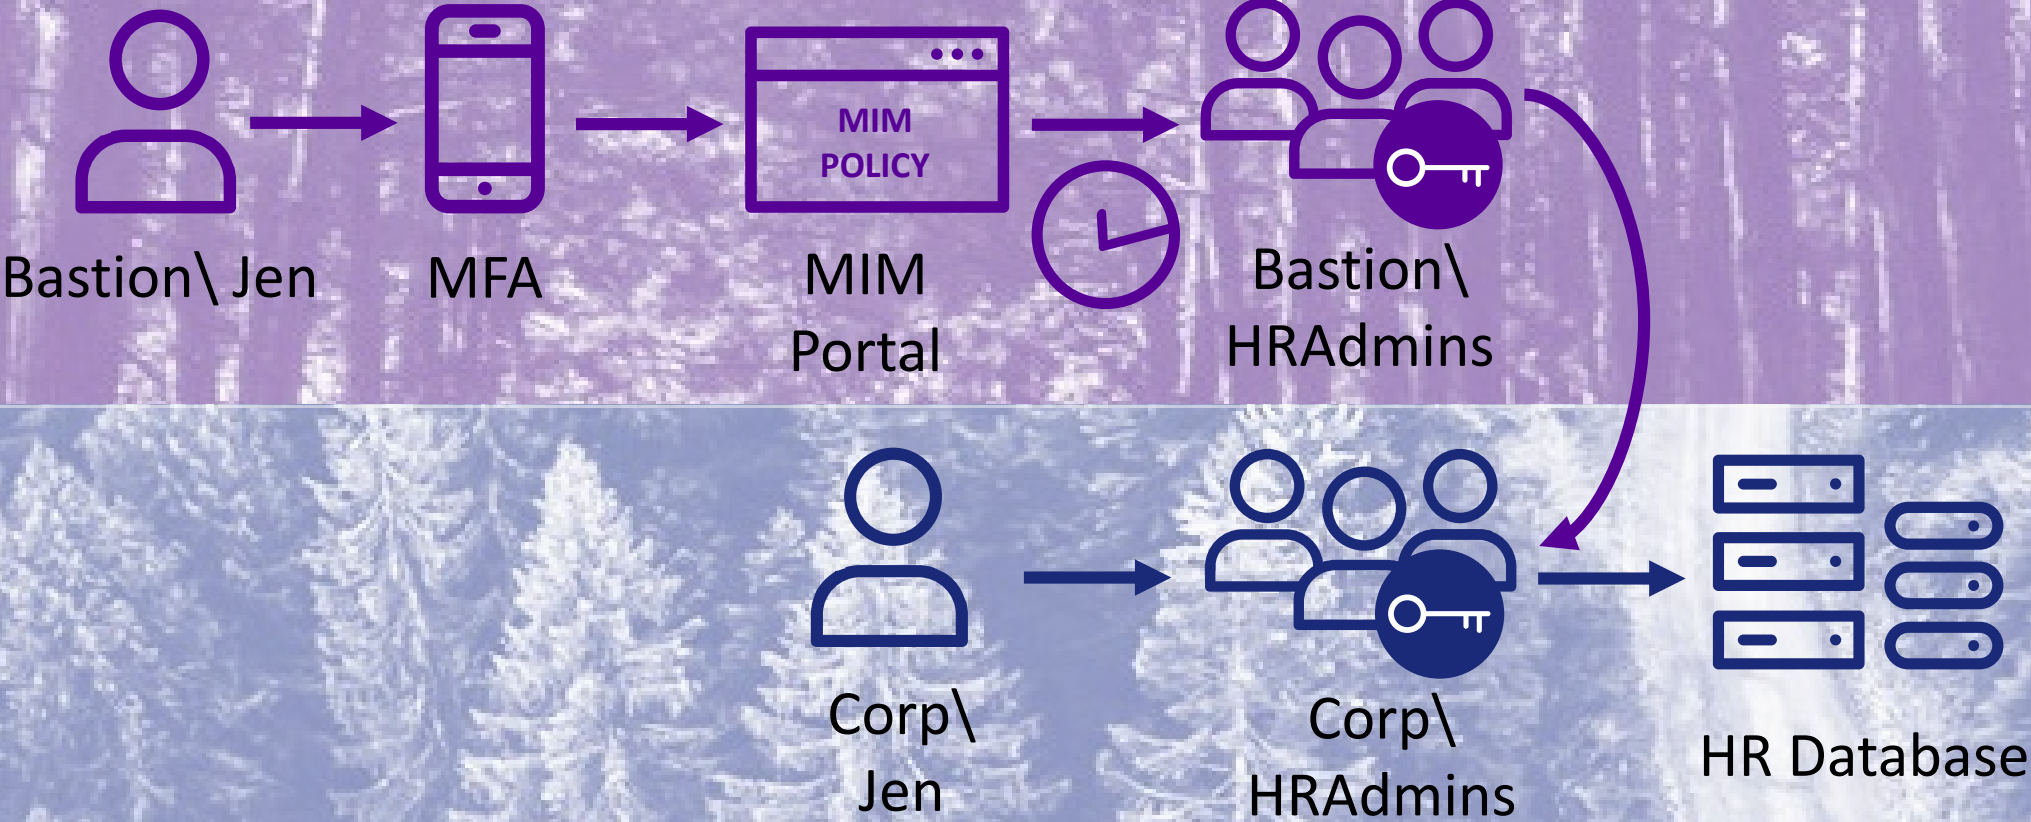 MIM
POLICY
Bastion\ Jen
MFA
MIM
Portal
Bastion\
HRAdmins
Corp\
Jen
Corp\
HRAdmins
HR Database